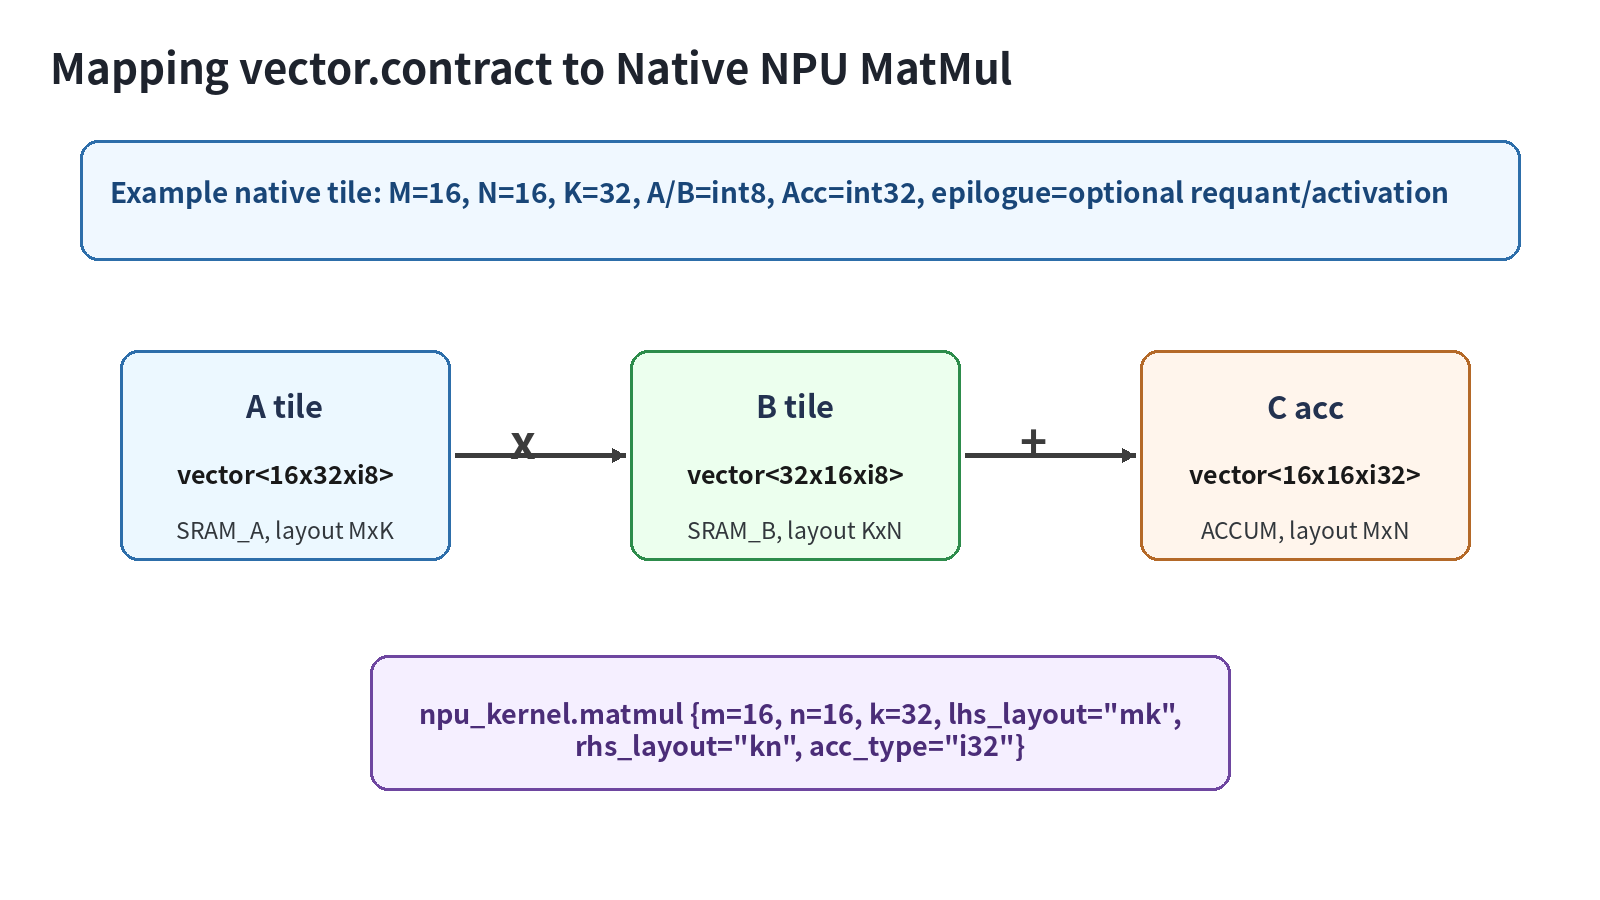 Mapping vector.contract to Native NPU MatMul
Example native tile: M=16, N=16, K=32, A/B=int8, Acc=int32, epilogue=optional requant/activation
A tile
vector<16x32xi8>
SRAM_A, layout MxK
x
B tile
vector<32x16xi8>
SRAM_B, layout KxN
+
C acc
vector<16x16xi32>
ACCUM, layout MxN
npu_kernel.matmul {m=16, n=16, k=32, lhs_layout="mk",
rhs_layout="kn", acc_type="i32"}